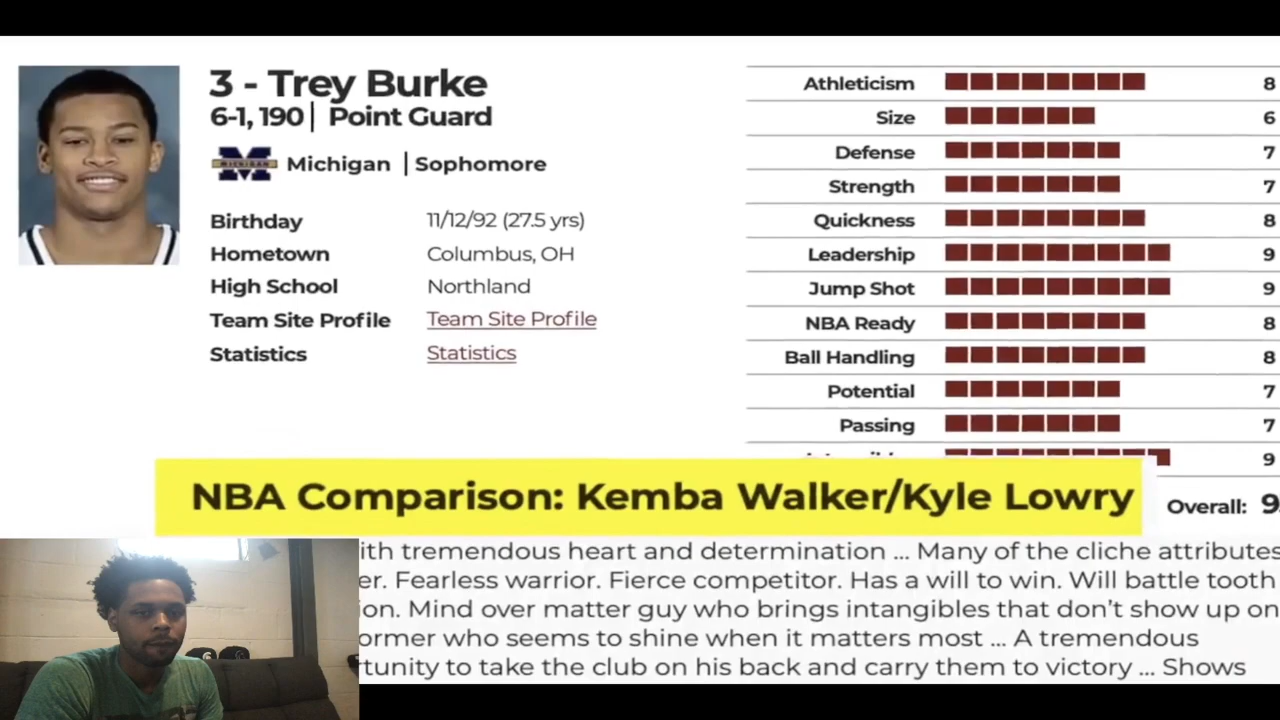 3 - Trey Burke
6-1, 190 | Point Guard
MICHIGAN
Michigan | Sophomore
Birthday 11/12/92 (27.5 yrs)
Hometown Columbus, OH
High School Northland
Team Site Profile Team Site Profile
Statistics Statistics
Athleticism 8
Size 6
Defense 7
Strength 7
Quickness 8
Leadership 9
Jump Shot 9
NBA Ready 8
Ball Handling 8
Potential 7
Passing 7
9
NBA Comparison: Kemba Walker/Kyle Lowry
Overall: 9
ith tremendous heart and determination ... Many of the cliche attributes
er. Fearless warrior. Fierce competitor. Has a will to win. Will battle tooth
ion. Mind over matter guy who brings intangibles that don't show up on
ormer who seems to shine when it matters most ... A tremendous
rtunity to take the club on his back and carry them to victory ... Shows